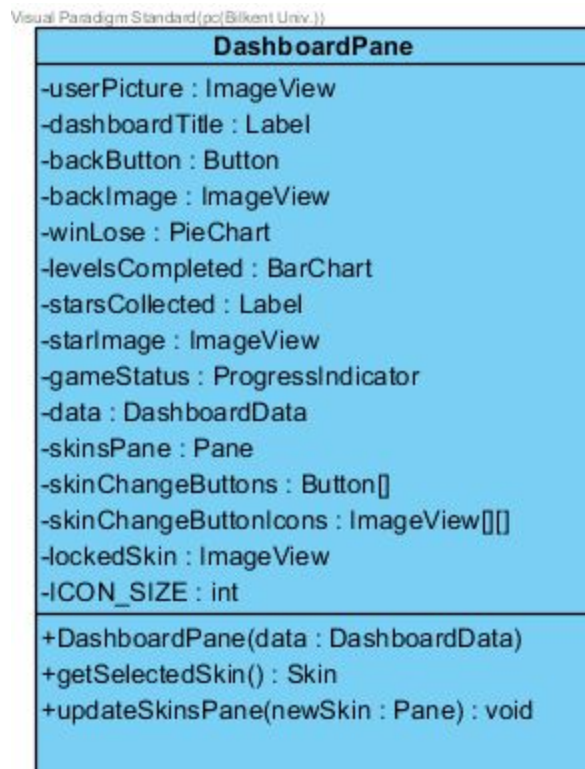 Visual Paradigm Standard(pc(Bilkent Univ.))
DashboardPane
-userPicture : ImageView
-dashboardTitle : Label
-backButton : Button
-backImage : ImageView
-winLose : PieChart
-levelsCompleted : BarChart
-starsCollected : Label
-starImage : ImageView
-gameStatus : ProgressIndicator
-data : DashboardData
-skinsPane : Pane
-skinChangeButtons : Button[]
-skinChangeButtonIcons : ImageView[][]
-lockedSkin : ImageView
-ICON_SIZE : int
+DashboardPane(data : DashboardData)
+getSelectedSkin() : Skin
+updateSkinsPane(newSkin : Pane) : void